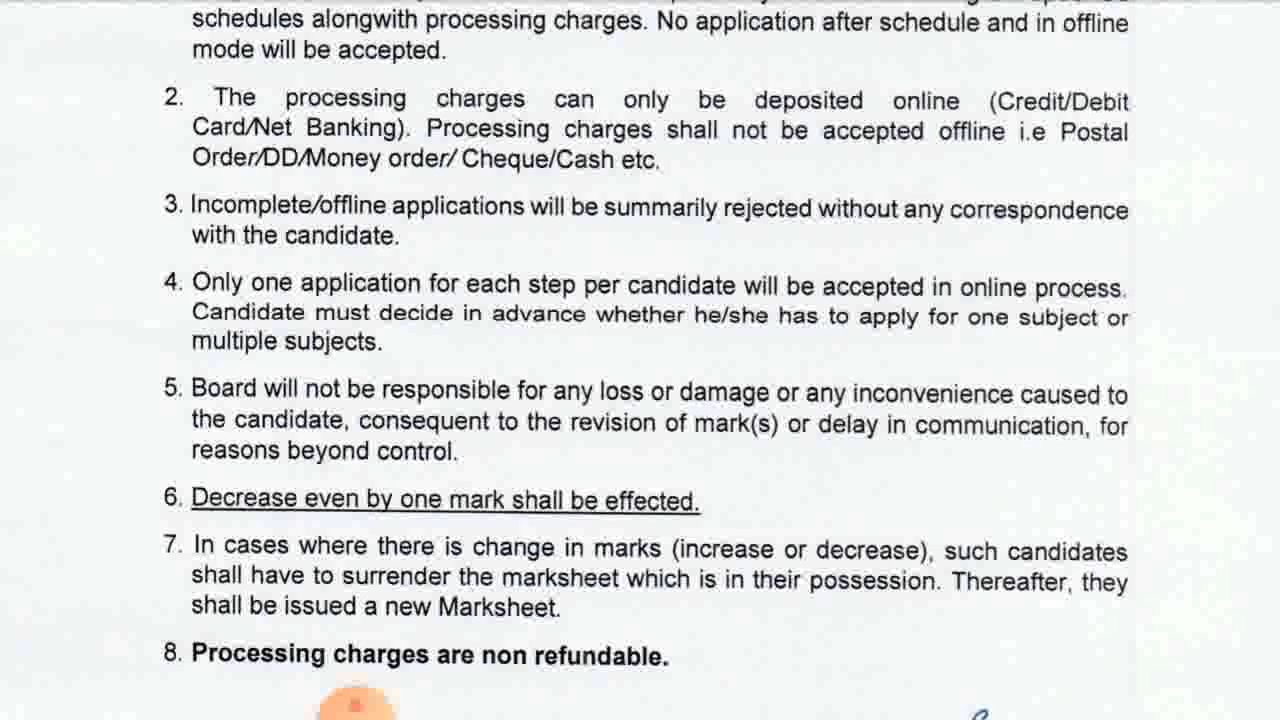 schedules alongwith processing charges. No application after schedule and in offline
mode will be accepted.
2. The processing charges can only be deposited online (Credit/Debit
Card/Net Banking). Processing charges shall not be accepted offline i.e Postal
Order/DD/Money order/ Cheque/Cash etc.
3. Incomplete/offline applications will be summarily rejected without any correspondence
with the candidate.
4. Only one application for each step per candidate will be accepted in online process.
Candidate must decide in advance whether he/she has to apply for one subject or
multiple subjects.
5. Board will not be responsible for any loss or damage or any inconvenience caused to
the candidate, consequent to the revision of mark(s) or delay in communication, for
reasons beyond control.
6. Decrease even by one mark shall be effected.
7. In cases where there is change in marks (increase or decrease), such candidates
shall have to surrender the marksheet which is in their possession. Thereafter, they
shall be issued a new Marksheet.
8. Processing charges are non refundable.